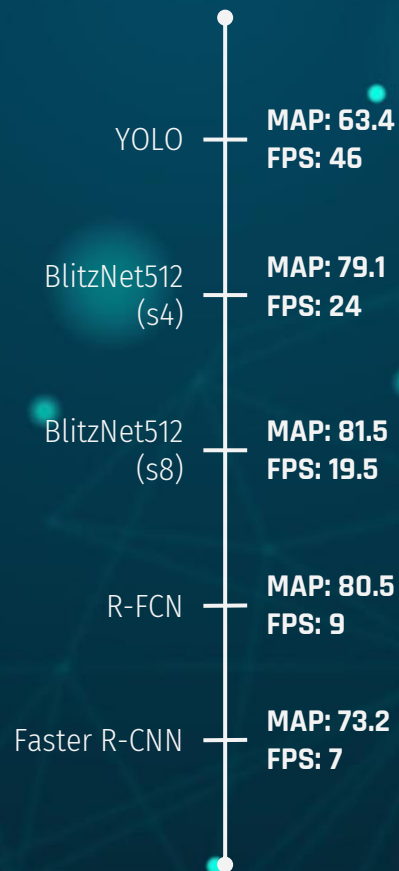 YOLO
MAP: 63.4
FPS: 46
BlitzNet512
(s4)
MAP: 79.1
FPS: 24
BlitzNet512
(s8)
MAP: 81.5
FPS: 19.5
R-FCN
MAP: 80.5
FPS: 9
Faster R-CNN
MAP: 73.2
FPS: 7